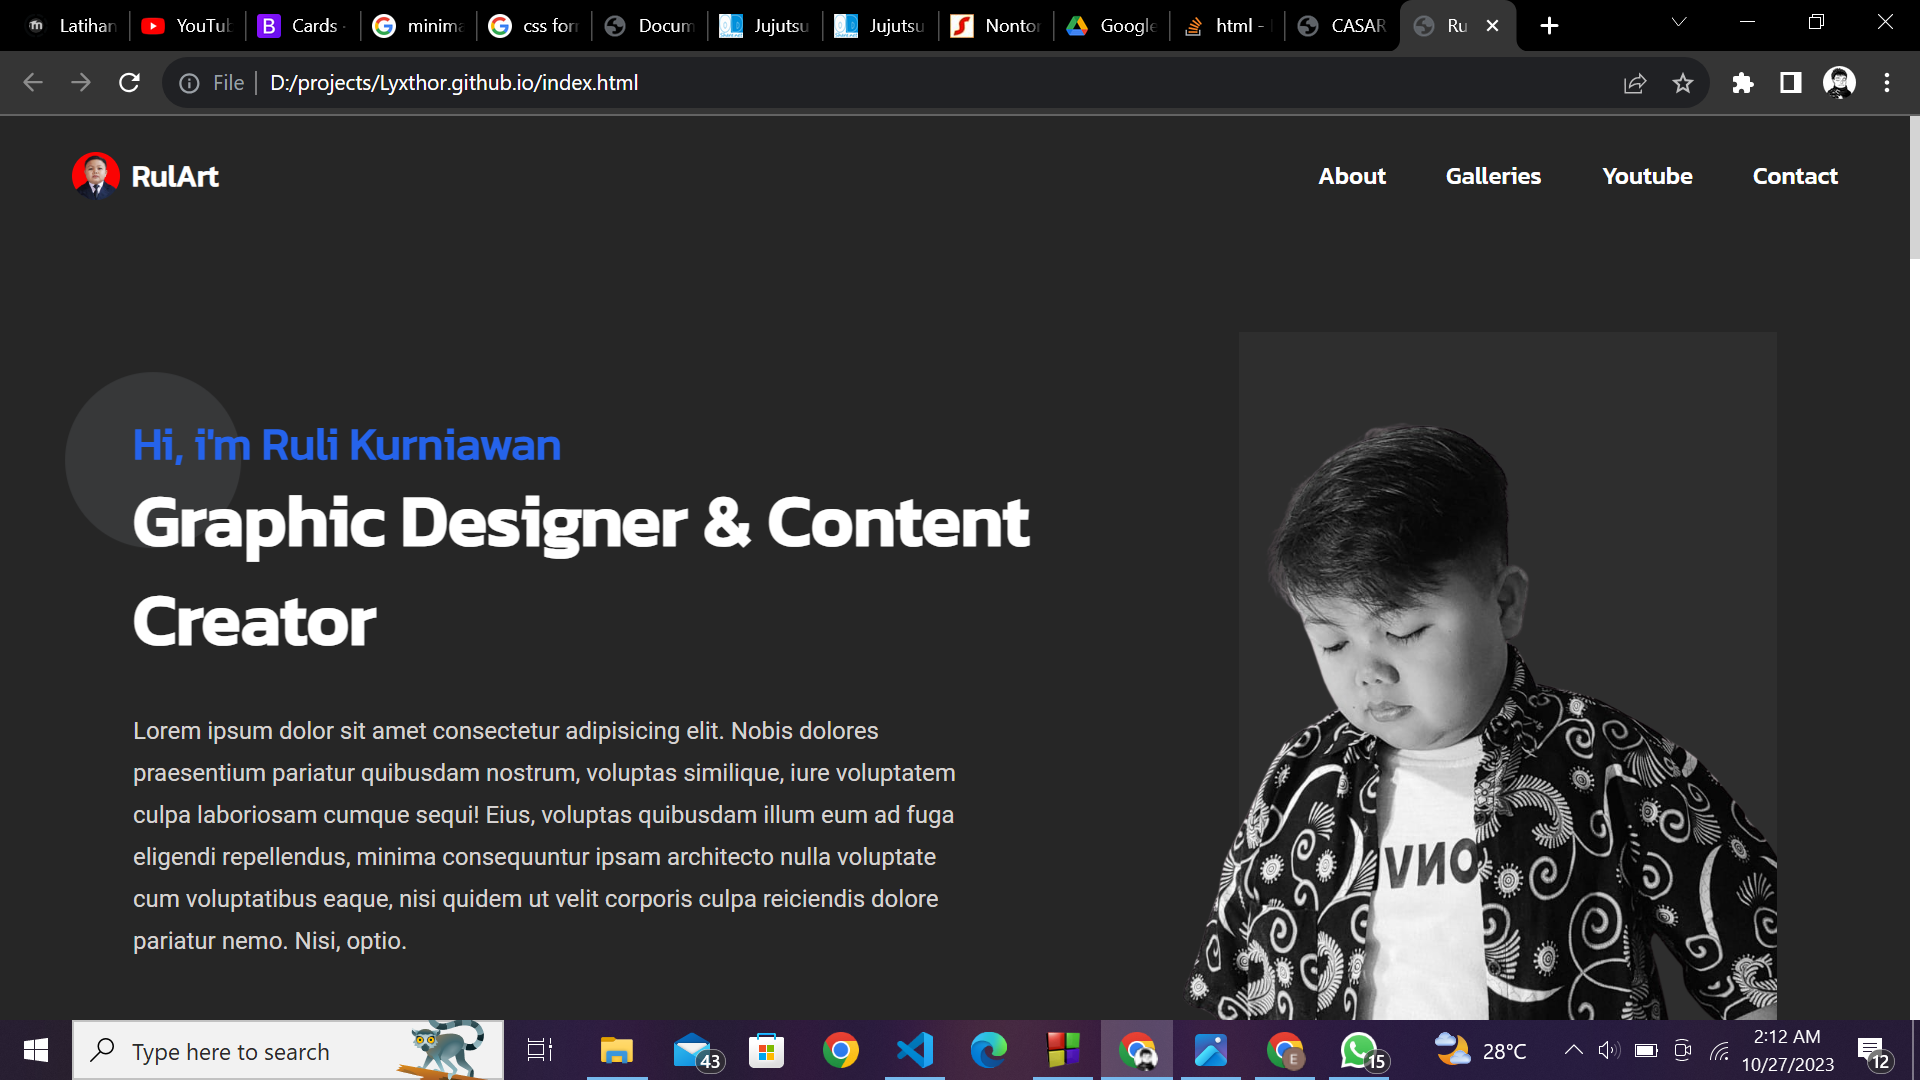 Latihan
YouTub
Cards
minima
css for
Docum
Jujutsu
Jujutsu
Nonton
Google
html -
CASAR
Ru
File
D:/projects/Lyxthor.github.io/index.html
RulArt
About
Galleries
Youtube
Contact
Hi, i'm Ruli Kurniawan
Graphic Designer & Content
Creator
Lorem ipsum dolor sit amet consectetur adipisicing elit. Nobis dolores
praesentium pariatur quibusdam nostrum, voluptas similique, iure voluptatem
culpa laboriosam cumque sequi! Eius, voluptas quibusdam illum eum ad fuga
eligendi repellendus, minima consequuntur ipsam architecto nulla voluptate
cum voluptatibus eaque, nisi quidem ut velit corporis culpa reiciendis dolore
pariatur nemo. Nisi, optio.
Type here to search
43
E
15
28°C
2:12 AM
10/27/2023
12